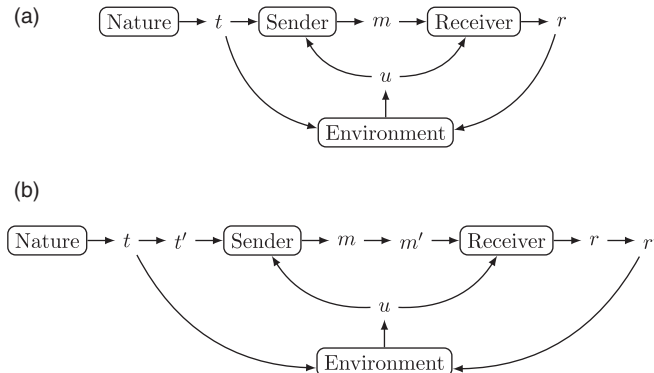 (a)
Nature t Sender m Receiver r
u
Environment
(b)
Nature t t′ Sender m m′ Receiver r r
u
Environment